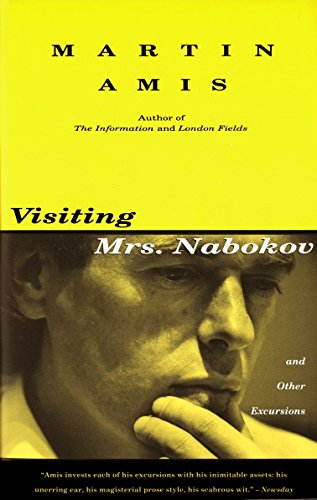 MARTIN
AMIS
Author of
The Information and London Fields
Visiting
Mrs. Nabokov
and
Other
Excursions
"Amis invests each of his excursions with his inimitable assets: his
unerring ear, his magisterial prose style, his seabrous wit." – Newsday